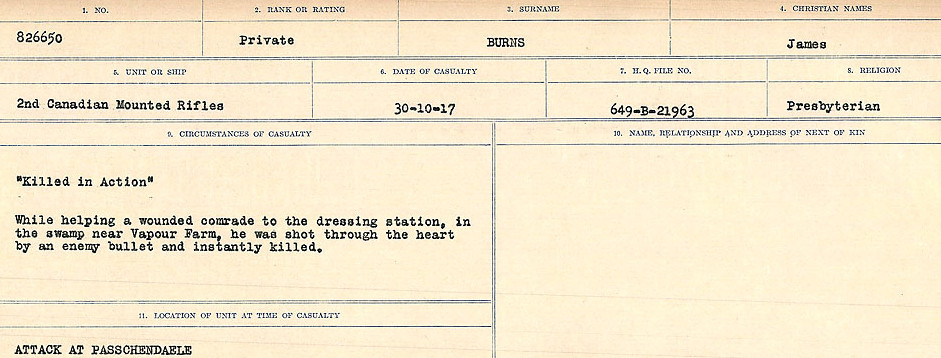 1. NO.
2. RANK OR RATING
3. SURNAME
4. CHRISTIAN NAMES
826650
Private
BURNS
James
5. UNIT OR SHIP
6. DATE OF CASUALTY
7. H.Q. FILE NO.
8. RELIGION
2nd Canadian Mounted Rifles
30-10-17
649-B-21963
Presbyterian
9. CIRCUMSTANCES OF CASUALTY
10. NAME, RELATIONSHIP AND ADDRESS OF NEXT OF KIN
"Killed in Action"
While helping a wounded comrade to the dressing station, in
the swamp near Vapour Farm, he was shot through the heart
by an enemy bullet and instantly killed.
11. LOCATION OF UNIT AT TIME OF CASUALTY
ATTACK AT PASSCHENDAELE